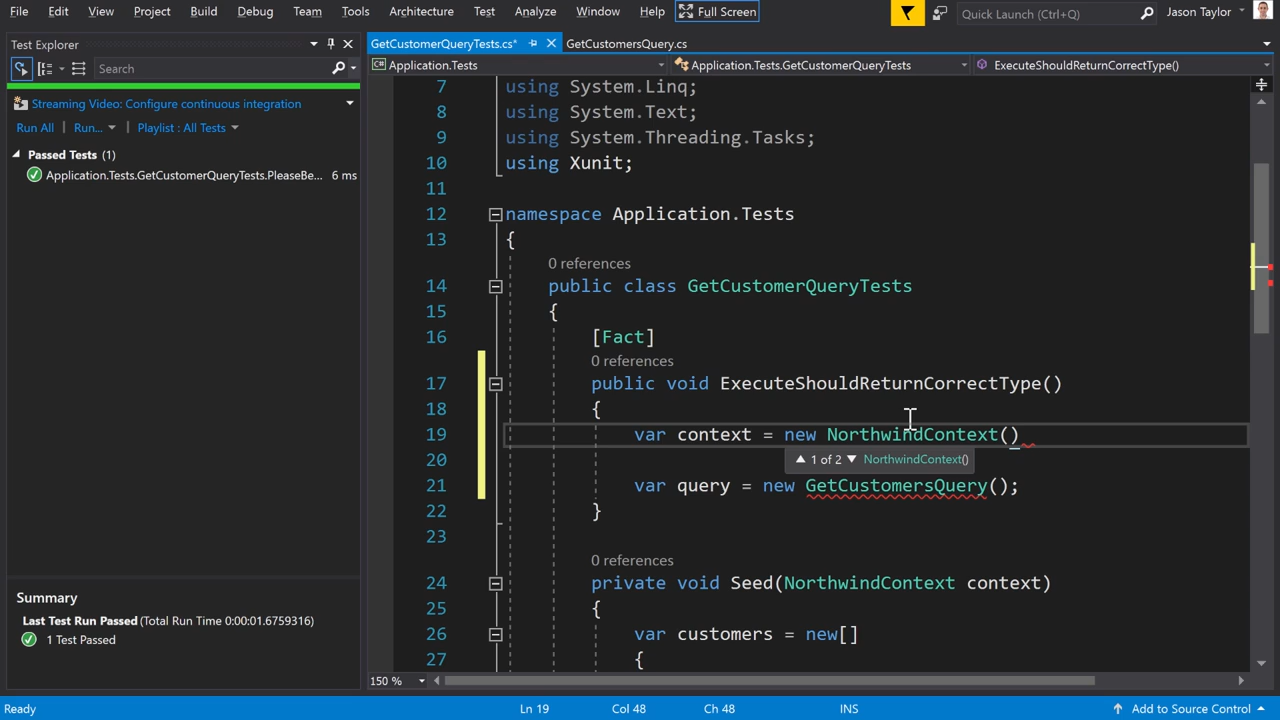 File Edit View Project Build Debug Team Tools Architecture Test Analyze Window Help Full Screen Quick Launch (Ctrl+Q) Jason Taylor
Test Explorer
Search
Streaming Video: Configure continuous integration
Run All | Run... | Playlist : All Tests
Passed Tests (1)
Application.Tests.GetCustomerQueryTests.PleaseBe... 6 ms
Summary
Last Test Run Passed (Total Run Time 0:00:01.6759316)
1 Test Passed
GetCustomerQueryTests.cs* GetCustomersQuery.cs
Application.Tests Application.Tests.GetCustomerQueryTests ExecuteShouldReturnCorrectType()
7 using System.Linq;
8 using System.Text;
9 using System.Threading.Tasks;
10 using Xunit;
11
12 namespace Application.Tests
13 {
0 references
14 public class GetCustomerQueryTests
15 {
16 [Fact]
0 references
17 public void ExecuteShouldReturnCorrectType()
18 {
19 var context = new NorthwindContext()
20 1 of 2 NorthwindContext()
21 var query = new GetCustomersQuery();
22 }
23
0 references
24 private void Seed(NorthwindContext context)
25 {
26 var customers = new[]
27 {
150 %
Ready Ln 19 Col 48 Ch 48 INS Add to Source Control